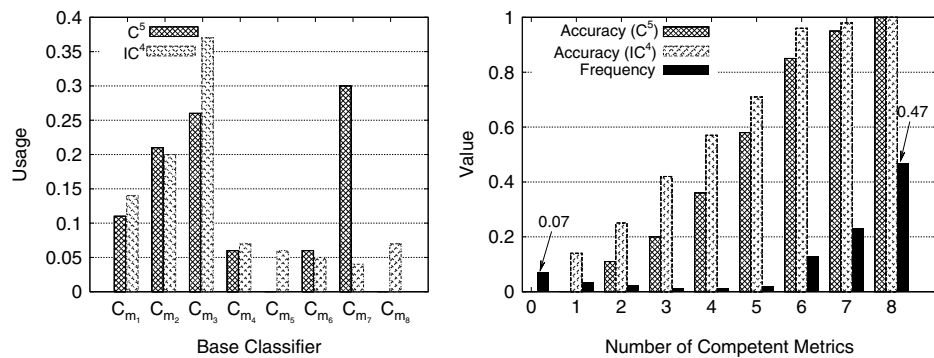 0.4
0.35
0.3
0.25
0.2
0.15
0.1
0.05
0
Usage
C⁵
IC⁴
Cm₁ Cm₂ Cm₃ Cm₄ Cm₅ Cm₆ Cm₇ Cm₈
Base Classifier
1
0.8
0.6
0.4
0.2
0
Value
Accuracy (C⁵)
Accuracy (IC⁴)
Frequency
0.47
0.07
0 1 2 3 4 5 6 7 8
Number of Competent Metrics